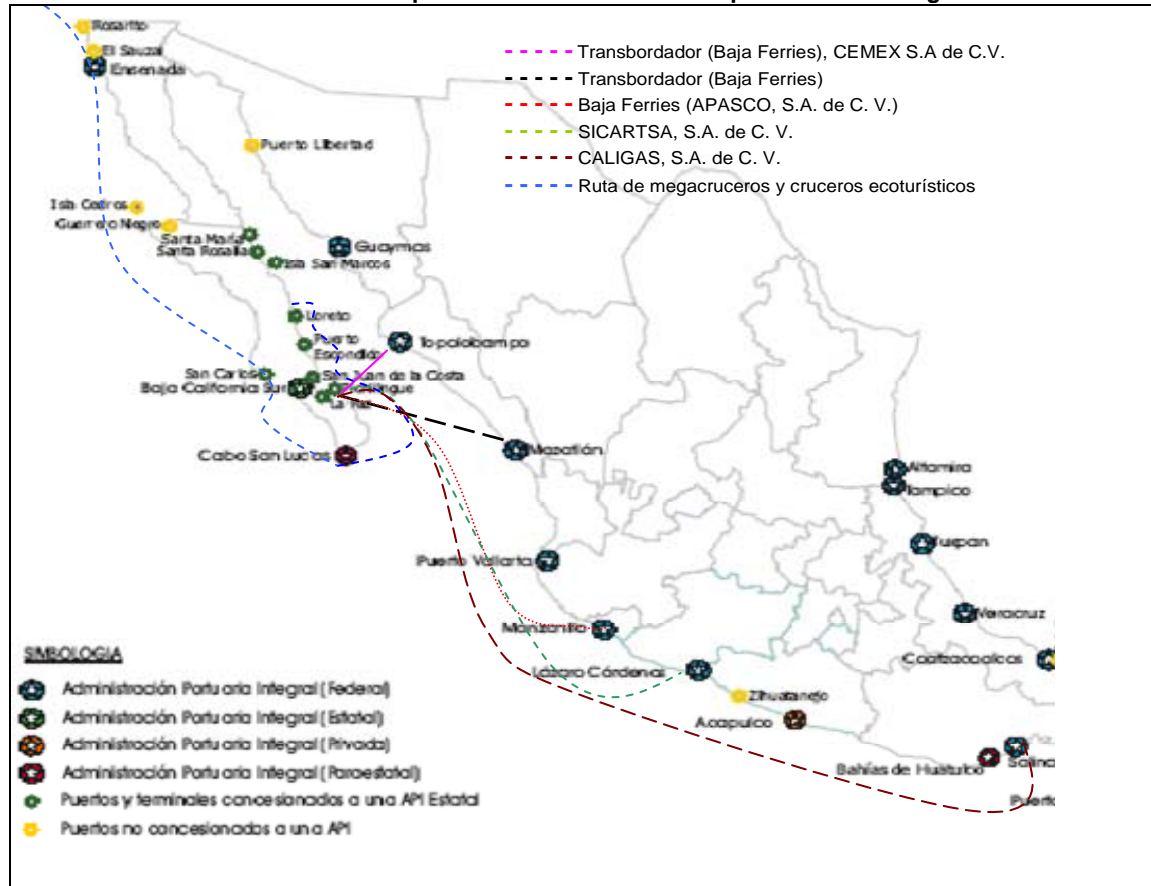 Rosarito
El Sauzal
Ensenada
Transbordador (Baja Ferries), CEMEX S.A de C.V.
Transbordador (Baja Ferries)
Baja Ferries (APASCO, S.A. de C. V.)
SICARTSA, S.A. de C. V.
CALIGAS, S.A. de C. V.
Ruta de megacruceros y cruceros ecoturísticos
Puerto Libertad
Isla Cedros
Guerrero Negro
Santa María
Santa Rosalía
Isla San Marcos
Guaymas
Loreto
Puerto
Escondido
Topolobampo
San Carlos
San Juan de la Costa
Baja California Sur
Pichilingue
La Paz
Cabo San Lucas
Mazatlán
Altamira
Tampico
Tuxpan
Puerto Vallarta
Veracruz
Manzanillo
Coatzacoalcos
Lázaro Cárdenas
Zihuatanejo
Acapulco
Bahías de Huatulco
Salina
Puerto
SIMBOLOGIA
Administración Portuaria Integral (Federal)
Administración Portuaria Integral (Estatal)
Administración Portuaria Integral (Privada)
Administración Portuaria Integral (Paraestatal)
Puertos y terminales concesionados a una API Estatal
Puertos no concesionados a una API